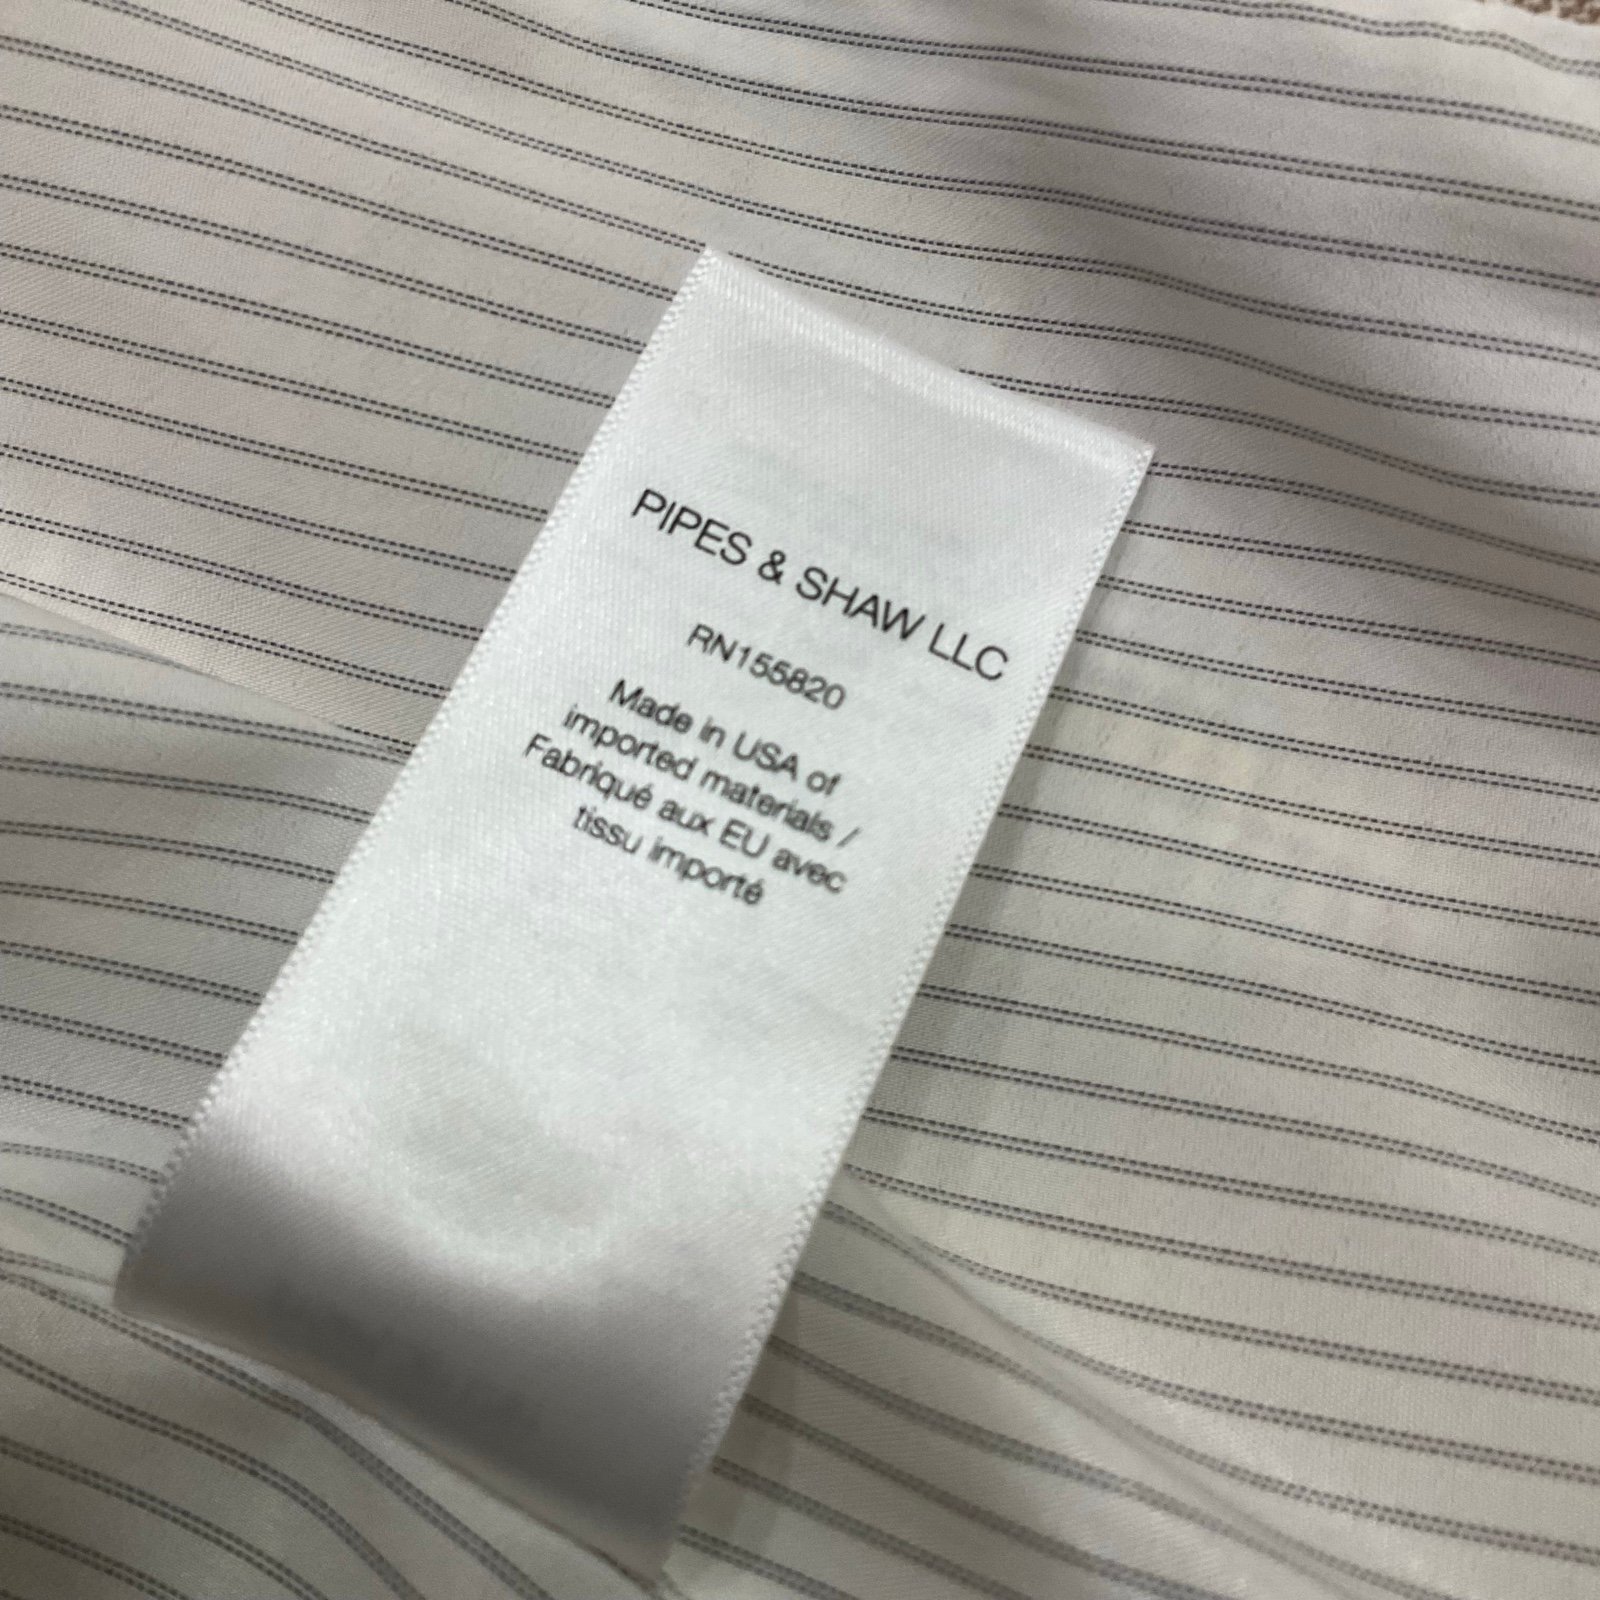 PIPES & SHAW LLC
RN155820
Made in USA of
imported materials /
Fabriqué aux EU avec
tissu importé